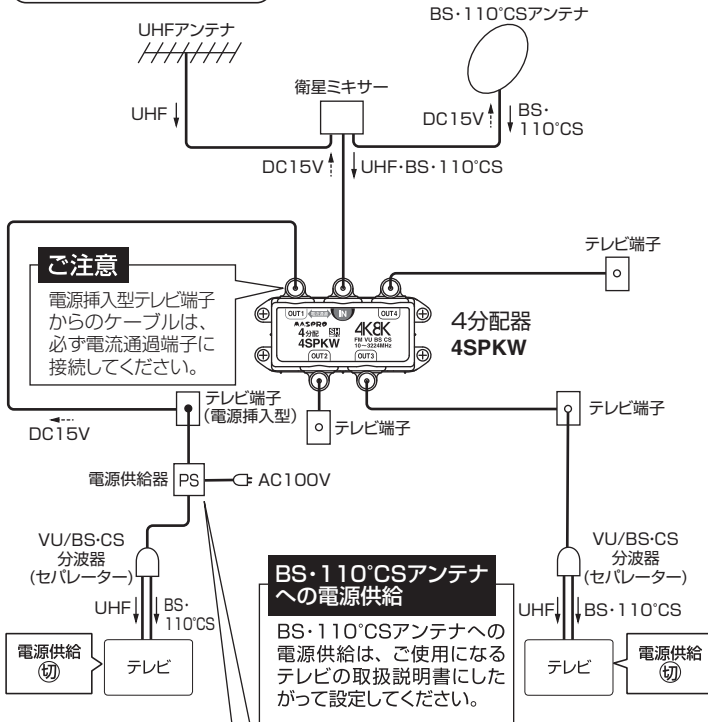 BS・110°CSアンテナ
UHFアンテナ
衛星ミキサー
UHF
DC15V
BS・
110°CS
DC15V
UHF・BS・110°CS
テレビ端子
ご注意
電源挿入型テレビ端子
からのケーブルは、
必ず電流通過端子に
接続してください。
OUT1
IN
OUT4
MASPRO
4分配
SH
4K8K
4SPKW
FM VU BS CS
10−3224MHz
OUT2
OUT3
4分配器
4SPKW
テレビ端子
(電源挿入型)
DC15V
テレビ端子
テレビ端子
電源供給器
PS
AC100V
VU/BS・CS
分波器
(セパレーター)
UHF
BS・
110°CS
電源供給
切
テレビ
BS・110°CSアンテナ
への電源供給
BS・110°CSアンテナへの
電源供給は、ご使用になる
テレビの取扱説明書にした
がって設定してください。
VU/BS・CS
分波器
(セパレーター)
UHF
BS・110°CS
テレビ
電源供給
切